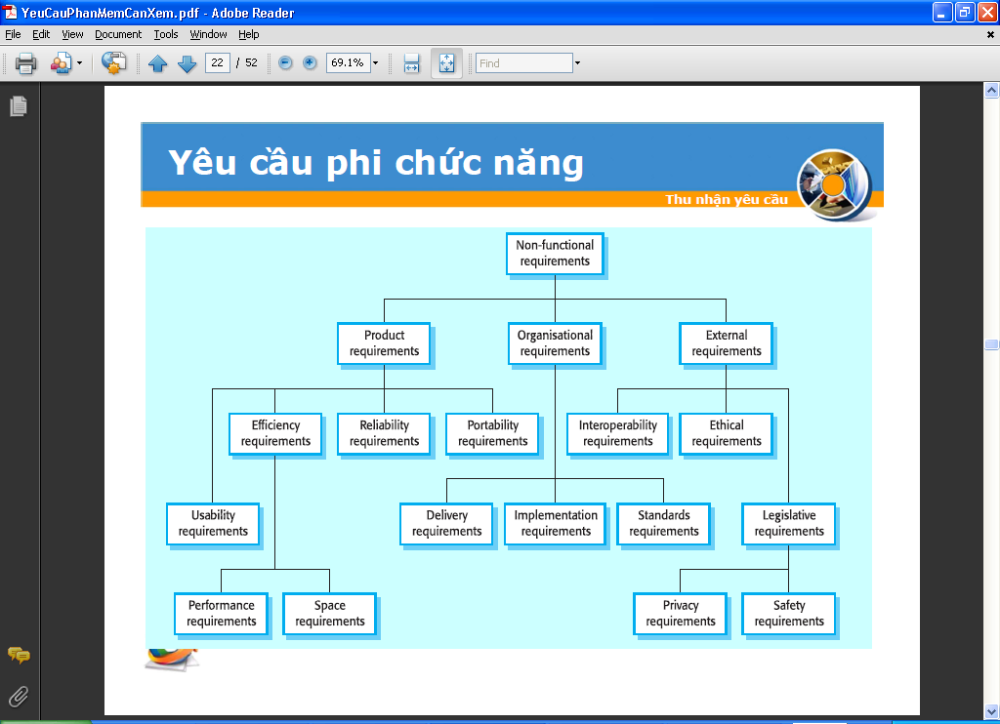 YeuCauPhanMemCanXem.pdf - Adobe Reader
File Edit View Document Tools Window Help
22 / 52 69.1% Find
Yêu cầu phi chức năng
Thu nhận yêu cầu
Non-functional
requirements
Product
requirements
Organisational
requirements
External
requirements
Efficiency
requirements
Reliability
requirements
Portability
requirements
Interoperability
requirements
Ethical
requirements
Usability
requirements
Delivery
requirements
Implementation
requirements
Standards
requirements
Legislative
requirements
Performance
requirements
Space
requirements
Privacy
requirements
Safety
requirements